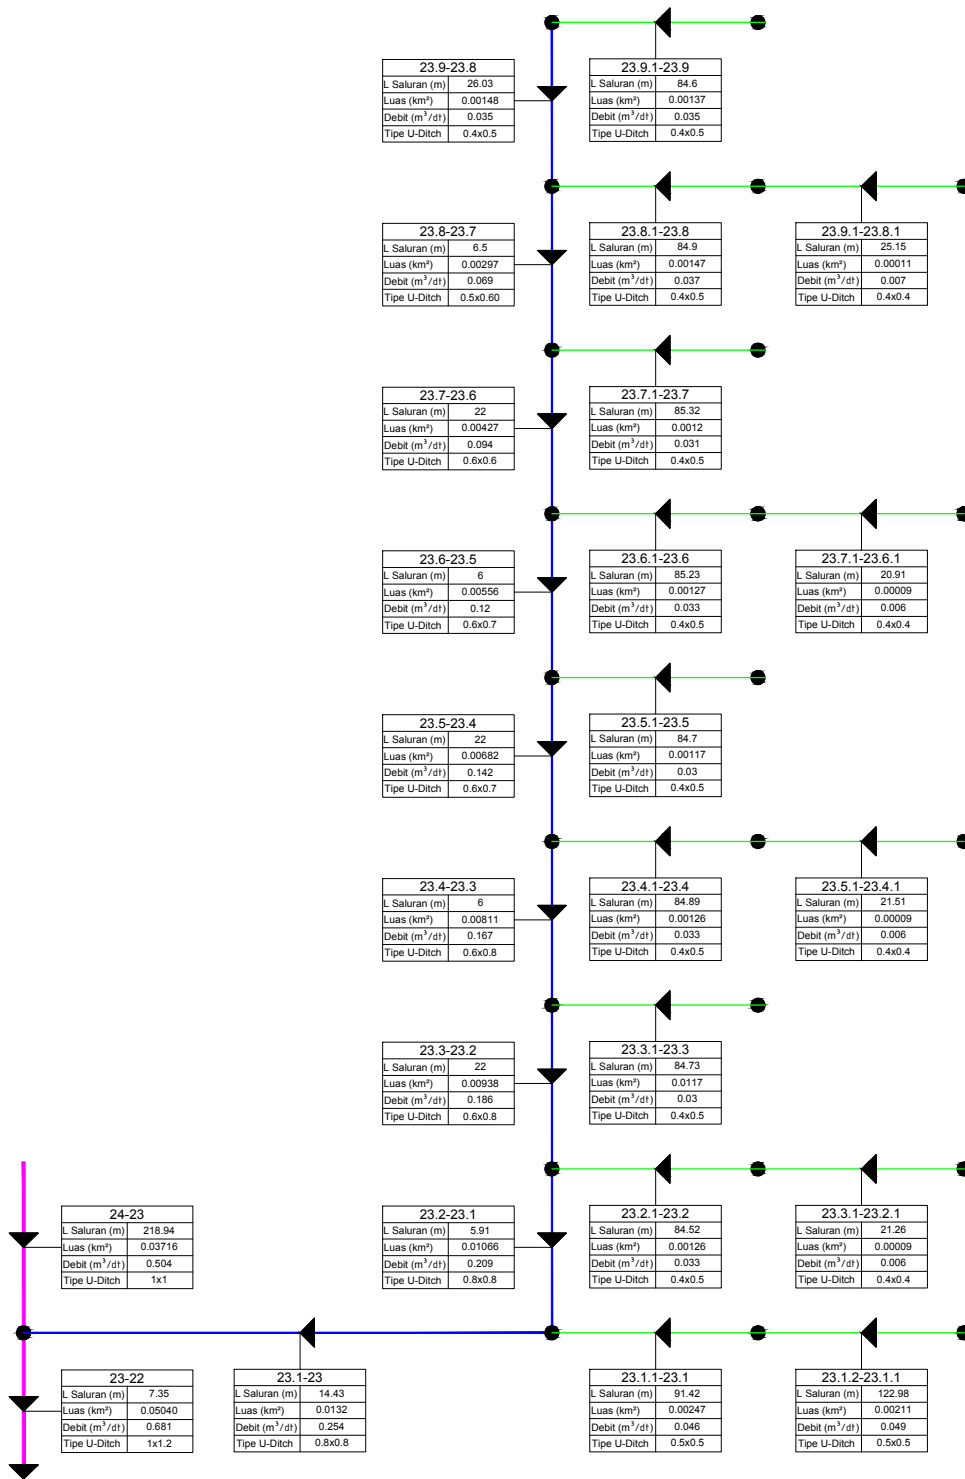 23.9-23.8
L Saluran (m) 26.03
Luas (km²) 0.00148
Debit (m³/dt) 0.035
Tipe U-Ditch 0.4x0.5
23.9.1-23.9
L Saluran (m) 84.6
Luas (km²) 0.00137
Debit (m³/dt) 0.035
Tipe U-Ditch 0.4x0.5
23.8-23.7
L Saluran (m) 6.5
Luas (km²) 0.00297
Debit (m³/dt) 0.069
Tipe U-Ditch 0.5x0.60
23.8.1-23.8
L Saluran (m) 84.9
Luas (km²) 0.00147
Debit (m³/dt) 0.037
Tipe U-Ditch 0.4x0.5
23.9.1-23.8.1
L Saluran (m) 25.15
Luas (km²) 0.00011
Debit (m³/dt) 0.007
Tipe U-Ditch 0.4x0.4
23.7-23.6
L Saluran (m) 22
Luas (km²) 0.00427
Debit (m³/dt) 0.094
Tipe U-Ditch 0.6x0.6
23.7.1-23.7
L Saluran (m) 85.32
Luas (km²) 0.0012
Debit (m³/dt) 0.031
Tipe U-Ditch 0.4x0.5
23.6-23.5
L Saluran (m) 6
Luas (km²) 0.00556
Debit (m³/dt) 0.12
Tipe U-Ditch 0.6x0.7
23.6.1-23.6
L Saluran (m) 85.23
Luas (km²) 0.00127
Debit (m³/dt) 0.033
Tipe U-Ditch 0.4x0.5
23.7.1-23.6.1
L Saluran (m) 20.91
Luas (km²) 0.00009
Debit (m³/dt) 0.006
Tipe U-Ditch 0.4x0.4
23.5-23.4
L Saluran (m) 22
Luas (km²) 0.00682
Debit (m³/dt) 0.142
Tipe U-Ditch 0.6x0.7
23.5.1-23.5
L Saluran (m) 84.7
Luas (km²) 0.00117
Debit (m³/dt) 0.03
Tipe U-Ditch 0.4x0.5
23.4-23.3
L Saluran (m) 6
Luas (km²) 0.00811
Debit (m³/dt) 0.167
Tipe U-Ditch 0.6x0.8
23.4.1-23.4
L Saluran (m) 84.89
Luas (km²) 0.00126
Debit (m³/dt) 0.033
Tipe U-Ditch 0.4x0.5
23.5.1-23.4.1
L Saluran (m) 21.51
Luas (km²) 0.00009
Debit (m³/dt) 0.006
Tipe U-Ditch 0.4x0.4
23.3-23.2
L Saluran (m) 22
Luas (km²) 0.00938
Debit (m³/dt) 0.186
Tipe U-Ditch 0.6x0.8
23.3.1-23.3
L Saluran (m) 84.73
Luas (km²) 0.0117
Debit (m³/dt) 0.03
Tipe U-Ditch 0.4x0.5
24-23
L Saluran (m) 218.94
Luas (km²) 0.03716
Debit (m³/dt) 0.504
Tipe U-Ditch 1x1
23.2-23.1
L Saluran (m) 5.91
Luas (km²) 0.01066
Debit (m³/dt) 0.209
Tipe U-Ditch 0.8x0.8
23.2.1-23.2
L Saluran (m) 84.52
Luas (km²) 0.00126
Debit (m³/dt) 0.033
Tipe U-Ditch 0.4x0.5
23.3.1-23.2.1
L Saluran (m) 21.26
Luas (km²) 0.00009
Debit (m³/dt) 0.006
Tipe U-Ditch 0.4x0.4
23-22
L Saluran (m) 7.35
Luas (km²) 0.05040
Debit (m³/dt) 0.681
Tipe U-Ditch 1x1.2
23.1-23
L Saluran (m) 14.43
Luas (km²) 0.0132
Debit (m³/dt) 0.254
Tipe U-Ditch 0.8x0.8
23.1.1-23.1
L Saluran (m) 91.42
Luas (km²) 0.00247
Debit (m³/dt) 0.046
Tipe U-Ditch 0.5x0.5
23.1.2-23.1.1
L Saluran (m) 122.98
Luas (km²) 0.00211
Debit (m³/dt) 0.049
Tipe U-Ditch 0.5x0.5